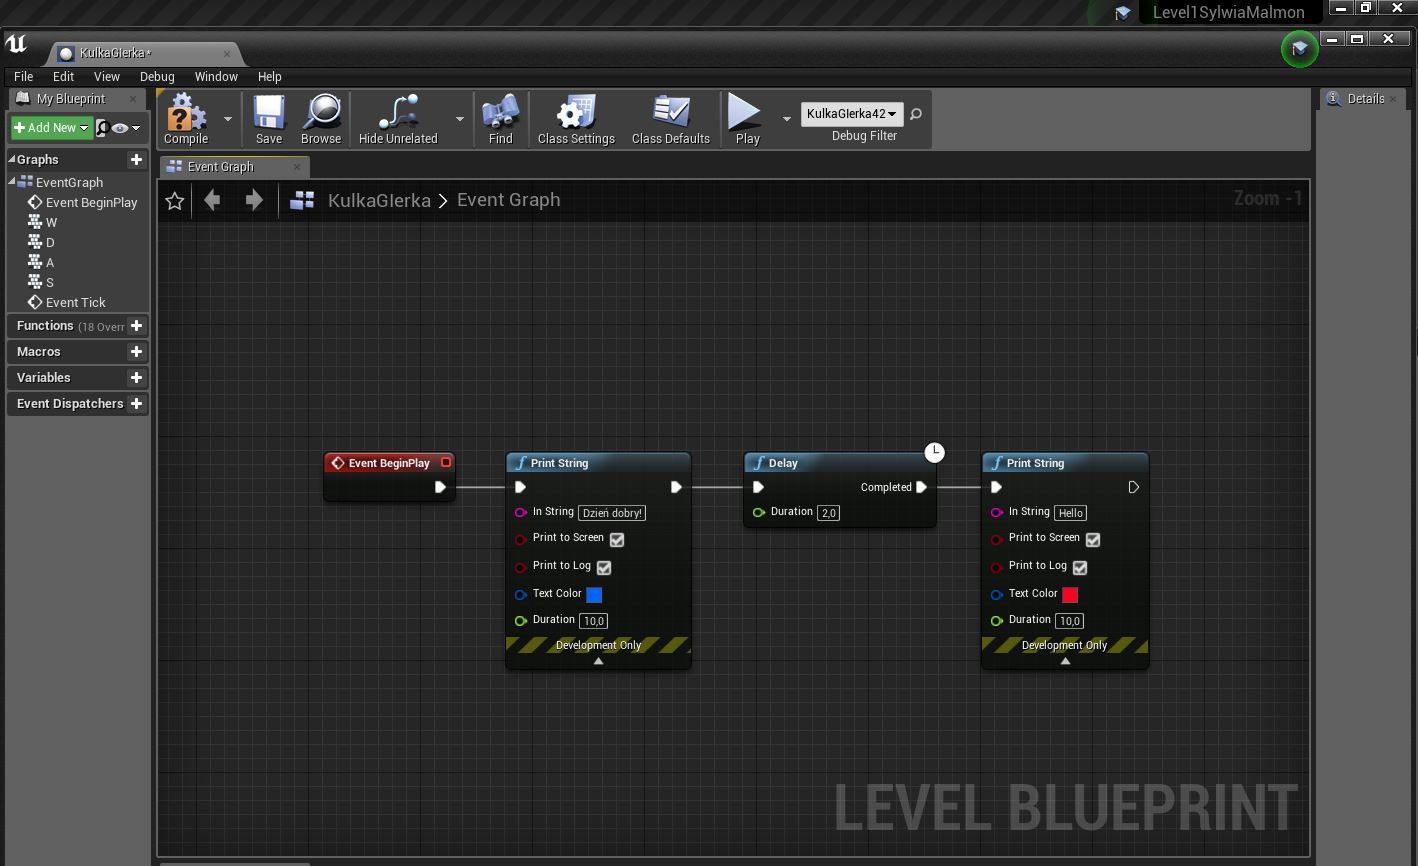 Level1SylwiaMalmon
KulkaGIerka*
File Edit View Debug Window Help
My Blueprint
Details
Add New
Compile
Save
Browse
Hide Unrelated
Find
Class Settings
Class Defaults
Play
KulkaGIerka42
Debug Filter
Graphs
EventGraph
Event BeginPlay
W
D
A
S
Event Tick
Functions (18 Overr
Macros
Variables
Event Dispatchers
Event Graph
KulkaGIerka > Event Graph
Zoom -1
Event BeginPlay
Print String
In String Dzień dobry!
Print to Screen
Print to Log
Text Color
Duration 10,0
Development Only
Delay
Completed
Duration 2,0
Print String
In String Hello
Print to Screen
Print to Log
Text Color
Duration 10,0
Development Only
LEVEL BLUEPRINT